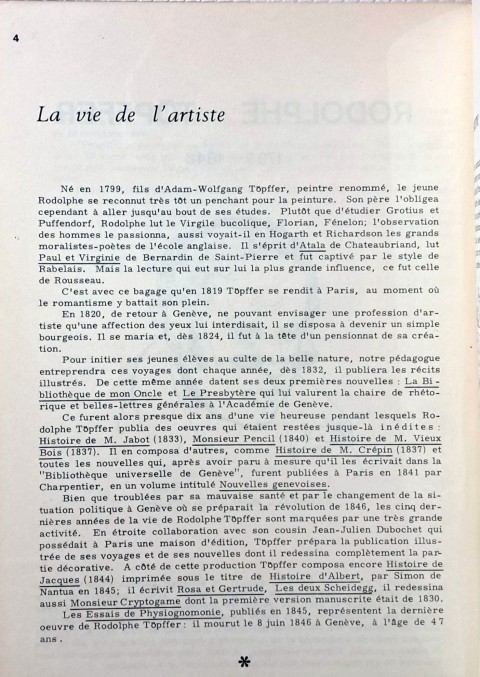 4
La vie de l'artiste
Né en 1799, fils d'Adam-Wolfgang Töpffer, peintre renommé, le jeune
Rodolphe se reconnut très tôt un penchant pour la peinture. Son père l'obligea
cependant à aller jusqu'au bout de ses études. Plutôt que d'étudier Grotius et
Puffendorf, Rodolphe lut le Virgile bucolique, Florian, Fénelon; l'observation
des hommes le passionna, aussi voyait-il en Hogarth et Richardson les grands
moralistes-poètes de l'école anglaise. Il s'éprit d'Atala de Chateaubriand, lut
Paul et Virginie de Bernardin de Saint-Pierre et fut captivé par le style de
Rabelais. Mais la lecture qui eut sur lui la plus grande influence, ce fut celle
de Rousseau.
C'est avec ce bagage qu'en 1819 Töpffer se rendit à Paris, au moment où
le romantisme y battait son plein.
En 1820, de retour à Genève, ne pouvant envisager une profession d'ar-
tiste qu'une affection des yeux lui interdisait, il se disposa à devenir un simple
bourgeois. Il se maria et, dès 1824, il fut à la tête d'un pensionnat de sa créa-
tion.
Pour initier ses jeunes élèves au culte de la belle nature, notre pédagogue
entreprendra ces voyages dont chaque année, dès 1832, il publiera les récits
illustrés. De cette même année datent ses deux premières nouvelles : La Bi-
bliothèque de mon Oncle et Le Presbytère qui lui valurent la chaire de rhéto-
rique et belles-lettres générales à l'Académie de Genève.
Ce furent alors presque dix ans d'une vie heureuse pendant lesquels Ro-
dolphe Töpffer publia des oeuvres qui étaient restées jusque-là inédites :
Histoire de M. Jabot (1833), Monsieur Pencil (1840) et Histoire de M. Vieux
Bois (1837). Il en composa d'autres, comme Histoire de M. Crépin (1837) et
toutes les nouvelles qui, après avoir paru à mesure qu'il les écrivait dans la
"Bibliothèque universelle de Genève", furent publiées à Paris en 1841 par
Charpentier, en un volume intitulé Nouvelles genevoises.
Bien que troublées par sa mauvaise santé et par le changement de la si-
tuation politique à Genève où se préparait la révolution de 1846, les cinq der-
nières années de la vie de Rodolphe Töpffer sont marquées par une très grande
activité. En étroite collaboration avec son cousin Jean-Julien Dubochet qui
possédait à Paris une maison d'édition, Töpffer prépara la publication illus-
trée de ses voyages et de ses nouvelles dont il redessina complètement la par-
tie décorative. A côté de cette production Töpffer composa encore Histoire de
Jacques (1844) imprimée sous le titre de Histoire d'Albert, par Simon de
Nantua en 1845; il écrivit Rosa et Gertrude, Les deux Scheidegg, il redessina
aussi Monsieur Cryptogame dont la première version manuscrite était de 1830.
Les Essais de Physiognomonie, publiés en 1845, représentent la dernière
oeuvre de Rodolphe Töpffer : il mourut le 8 juin 1846 à Genève, à l'âge de 47
ans.
*